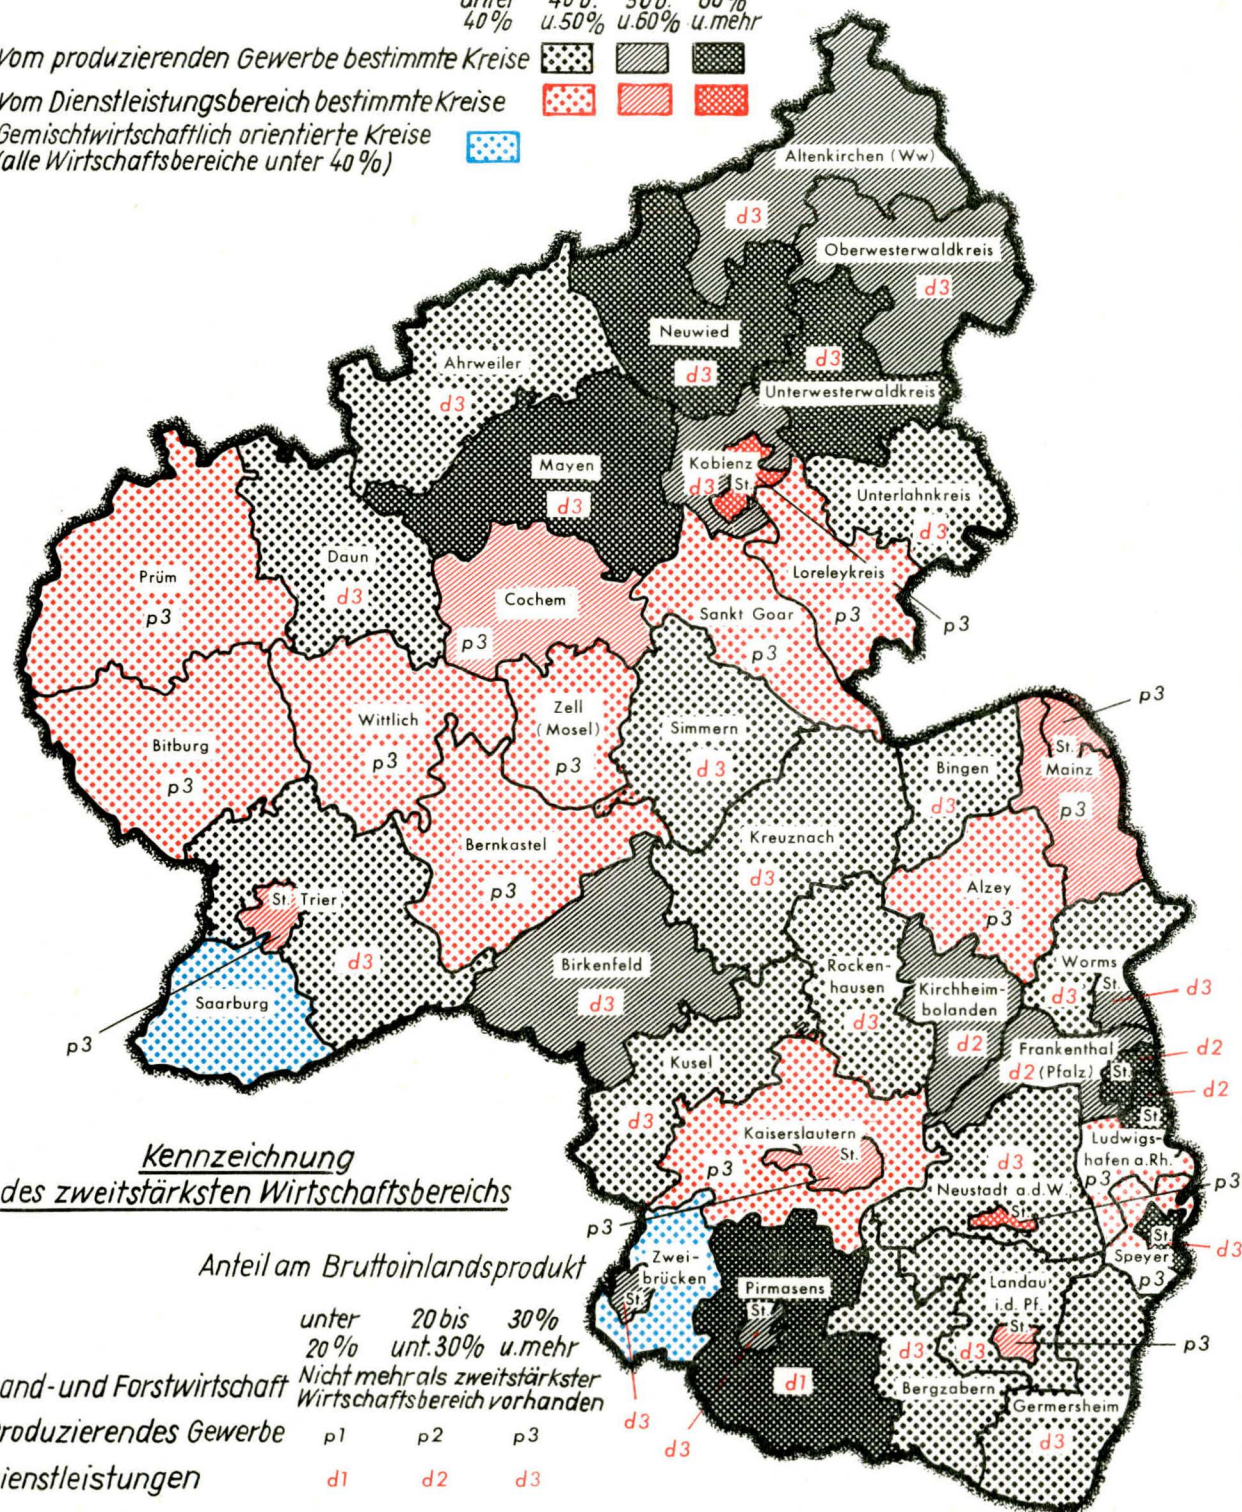 40% u.50% u.60% u.mehr
Vom produzierenden Gewerbe bestimmte Kreise
Vom Dienstleistungsbereich bestimmte Kreise
Gemischtwirtschaftlich orientierte Kreise
(alle Wirtschaftsbereiche unter 40%)
Altenkirchen (Ww)
d3
Oberwesterwaldkreis
d3
Neuwied
d3
d3
Unterwesterwaldkreis
Ahrweiler
d3
Mayen
d3
Koblenz
d3 St.
Unterlahnkreis
d3
Daun
d3
Prüm
p3
Cochem
p3
Loreleykreis
p3
p3
Sankt Goar
p3
Zell
(Mosel)
p3
Wittlich
p3
Bitburg
p3
Simmern
d3
p3
St.
Mainz
p3
Bingen
d3
Kreuznach
d3
Bernkastel
p3
Alzey
p3
St. Trier
d3
p3
Saarburg
Birkenfeld
d3
Rocken-
hausen
d3
Kirchheim-
bolanden
d2
Worms
d3 St.
d3
Frankenthal
d2 (Pfalz) St.
d2
d2
St.
Kusel
d3
Kaiserslautern
St.
p3
p3
d3
Neustadt a.d.W.
St.
p3
Ludwigs-
hafen a.Rh.
p3
St.
d3
Speyer
p3
Zwei-
brücken
St.
d3
Pirmasens
St.
d1
d3
Landau
i.d. Pf.
St.
d3
p3
d3
Bergzabern
Germersheim
d3
Kennzeichnung
des zweitstärksten Wirtschaftsbereichs
Anteil am Bruttoinlandsprodukt
unter 20 bis 30%
20% unt.30% u.mehr
and- und Forstwirtschaft Nicht mehr als zweitstärkster
Wirtschaftsbereich vorhanden
roduzierendes Gewerbe p1 p2 p3
ienstleistungen d1 d2 d3